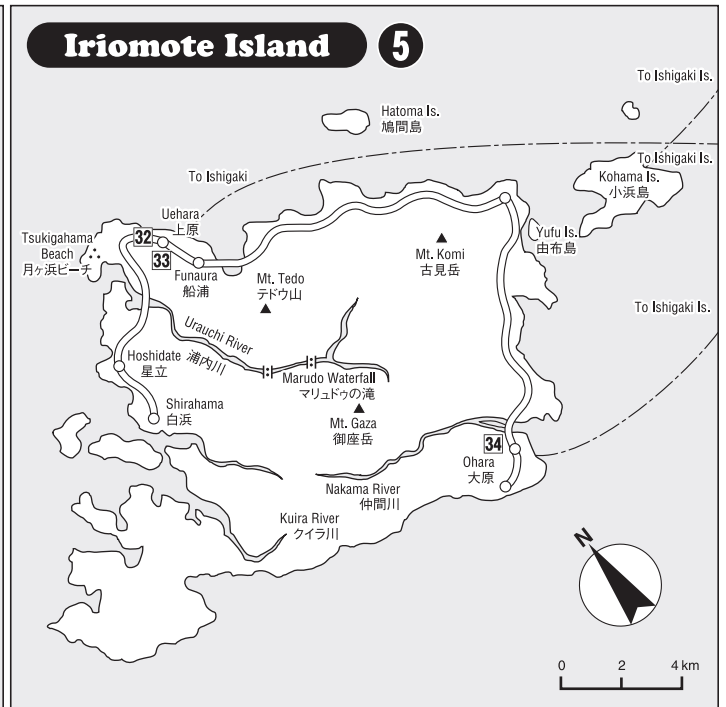 Iriomote Island 5
To Ishigaki Is.
Hatoma Is.
鳩間島
To Ishigaki Is.
To Ishigaki
Kohama Is.
小浜島
Uehara
上原
32
Tsukigahama
Beach
月ヶ浜ビーチ
33
Funaura
船浦
Yufu Is.
由布島
Mt. Komi
古見岳
Mt. Tedo
テドウ山
To Ishigaki Is.
Urauchi River
浦内川
Hoshidate
星立
Marudo Waterfall
マリュドゥの滝
Shirahama
白浜
Mt. Gaza
御座岳
34
Ohara
大原
Nakama River
仲間川
Kuira River
クイラ川
N
0 2 4 km